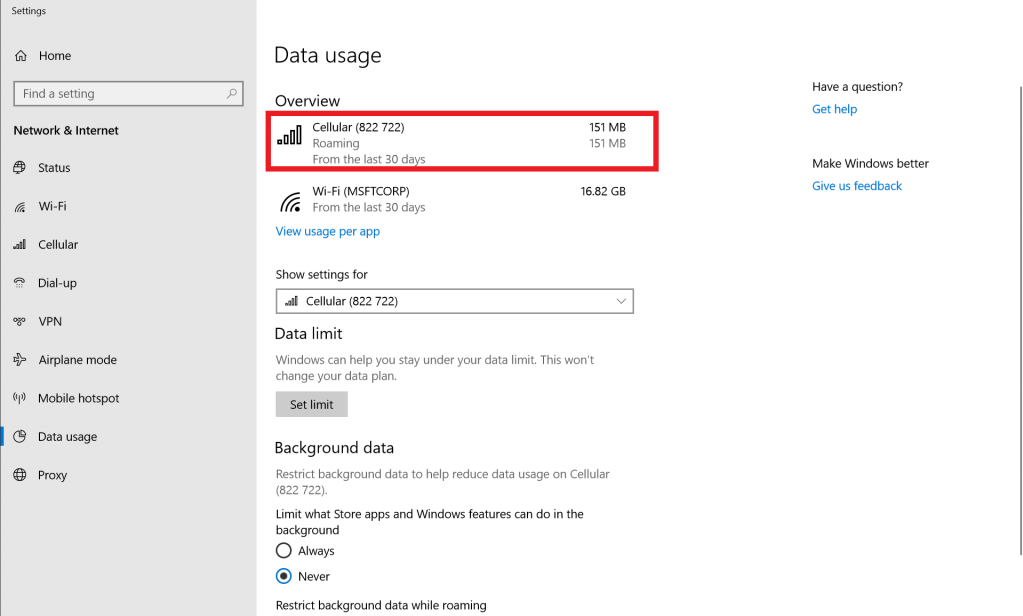 Settings
Home
Find a setting
Network & Internet
Status
Wi-Fi
Cellular
Dial-up
VPN
Airplane mode
Mobile hotspot
Data usage
Proxy
Data usage
Overview
Cellular (822 722) 151 MB
Roaming 151 MB
From the last 30 days
Wi-Fi (MSFTCORP) 16.82 GB
From the last 30 days
View usage per app
Show settings for
Cellular (822 722)
Data limit
Windows can help you stay under your data limit. This won't
change your data plan.
Set limit
Background data
Restrict background data to help reduce data usage on Cellular
(822 722).
Limit what Store apps and Windows features can do in the
background
Always
Never
Restrict background data while roaming
Have a question?
Get help
Make Windows better
Give us feedback